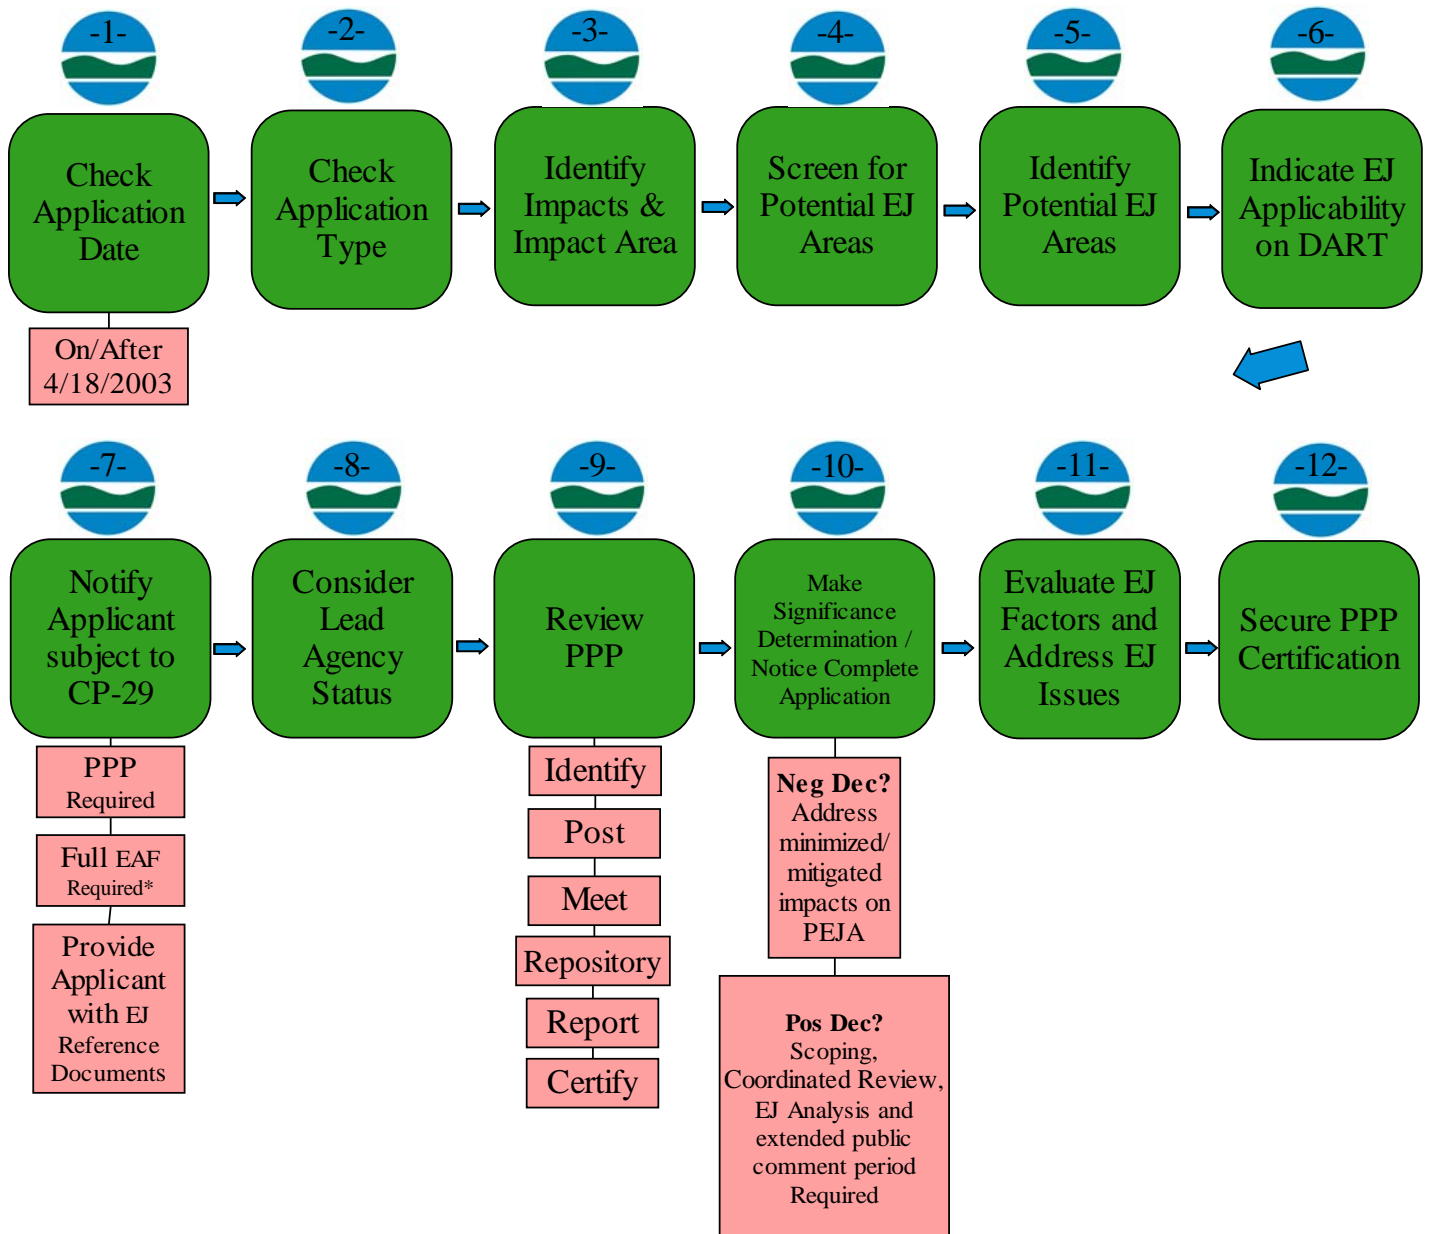 -1-
-2-
-3-
-4-
-5-
-6-
Check
Application
Date
Check
Application
Type
Identify
Impacts &
Impact Area
Screen for
Potential EJ
Areas
Identify
Potential EJ
Areas
Indicate EJ
Applicability
on DART
On/After
4/18/2003
-7-
-8-
-9-
-10-
-11-
-12-
Notify
Applicant
subject to
CP-29
Consider
Lead
Agency
Status
Review
PPP
Make
Significance
Determination /
Notice Complete
Application
Evaluate EJ
Factors and
Address EJ
Issues
Secure PPP
Certification
PPP
Required
Full EAF
Required*
Provide
Applicant
with EJ
Reference
Documents
Identify
Post
Meet
Repository
Report
Certify
Neg Dec?
Address
minimized/
mitigated
impacts on
PEJA
Pos Dec?
Scoping,
Coordinated Review,
EJ Analysis and
extended public
comment period
Required